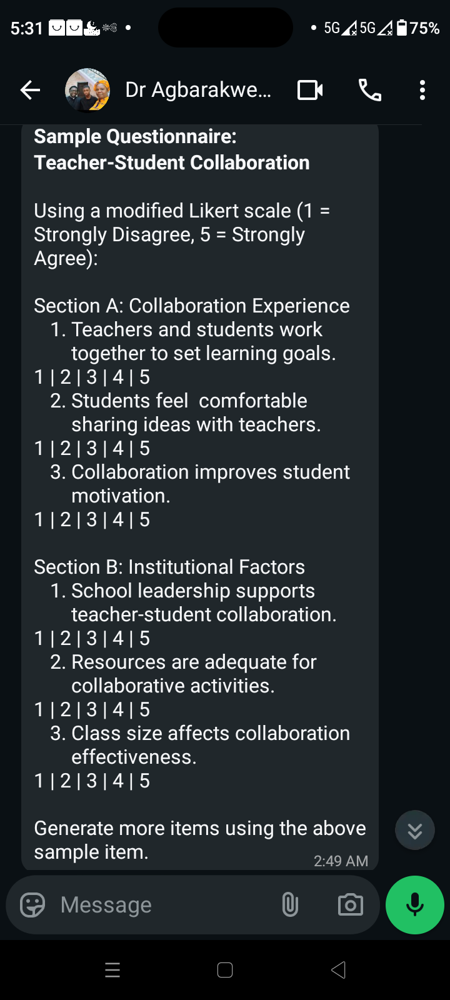 5:31
5G 5G 75%
Dr Agbarakwe...
Sample Questionnaire:
Teacher-Student Collaboration
Using a modified Likert scale (1 =
Strongly Disagree, 5 = Strongly
Agree):
Section A: Collaboration Experience
1. Teachers and students work
together to set learning goals.
1 | 2 | 3 | 4 | 5
2. Students feel  comfortable
sharing ideas with teachers.
1 | 2 | 3 | 4 | 5
3. Collaboration improves student
motivation.
1 | 2 | 3 | 4 | 5
Section B: Institutional Factors
1. School leadership supports
teacher-student collaboration.
1 | 2 | 3 | 4 | 5
2. Resources are adequate for
collaborative activities.
1 | 2 | 3 | 4 | 5
3. Class size affects collaboration
effectiveness.
1 | 2 | 3 | 4 | 5
Generate more items using the above
sample item.
2:49 AM
Message